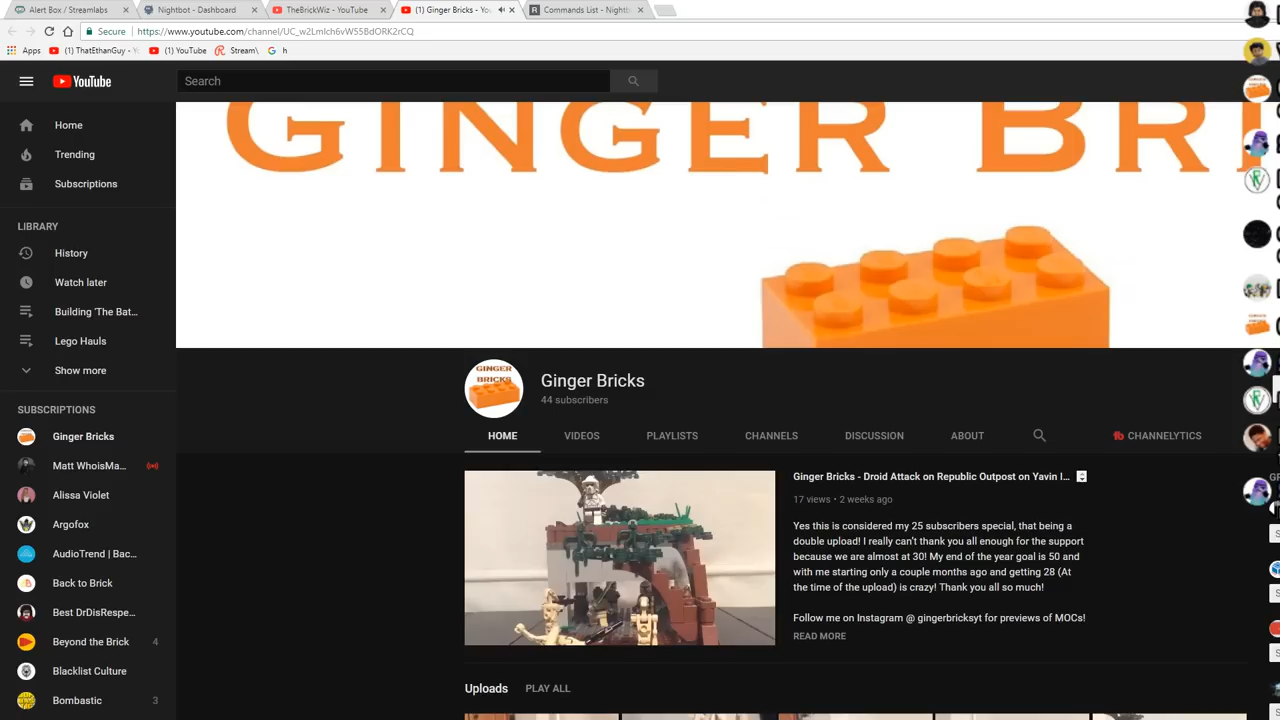 Alert Box / Streamlabs
Nightbot - Dashboard
TheBrickWiz - YouTube
(1) Ginger Bricks - You
Commands List - Nightb
Secure
https://www.youtube.com/channel/UC_w2Lmlch6vW55BdORK2rCQ
Apps
(1) ThatEthanGuy - Y
(1) YouTube
Stream\
h
YouTube
Search
GINGER BRI
Home
Trending
Subscriptions
LIBRARY
History
Watch later
Building 'The Bat...
Lego Hauls
Show more
SUBSCRIPTIONS
Ginger Bricks
Matt WhoisMa...
Alissa Violet
Argofox
AudioTrend | Bac...
Back to Brick
Best DrDisRespe...
Beyond the Brick 4
Blacklist Culture
Bombastic 3
GINGER
BRICKS
Ginger Bricks
44 subscribers
HOME
VIDEOS
PLAYLISTS
CHANNELS
DISCUSSION
ABOUT
CHANNELYTICS
Ginger Bricks - Droid Attack on Republic Outpost on Yavin I...
17 views • 2 weeks ago
Yes this is considered my 25 subscribers special, that being a
double upload! I really can't thank you all enough for the support
because we are almost at 30! My end of the year goal is 50 and
with me starting only a couple months ago and getting 28 (At
the time of the upload) is crazy! Thank you all so much!
Follow me on Instagram @ gingerbricksyt for previews of MOCs!
READ MORE
Uploads
PLAY ALL